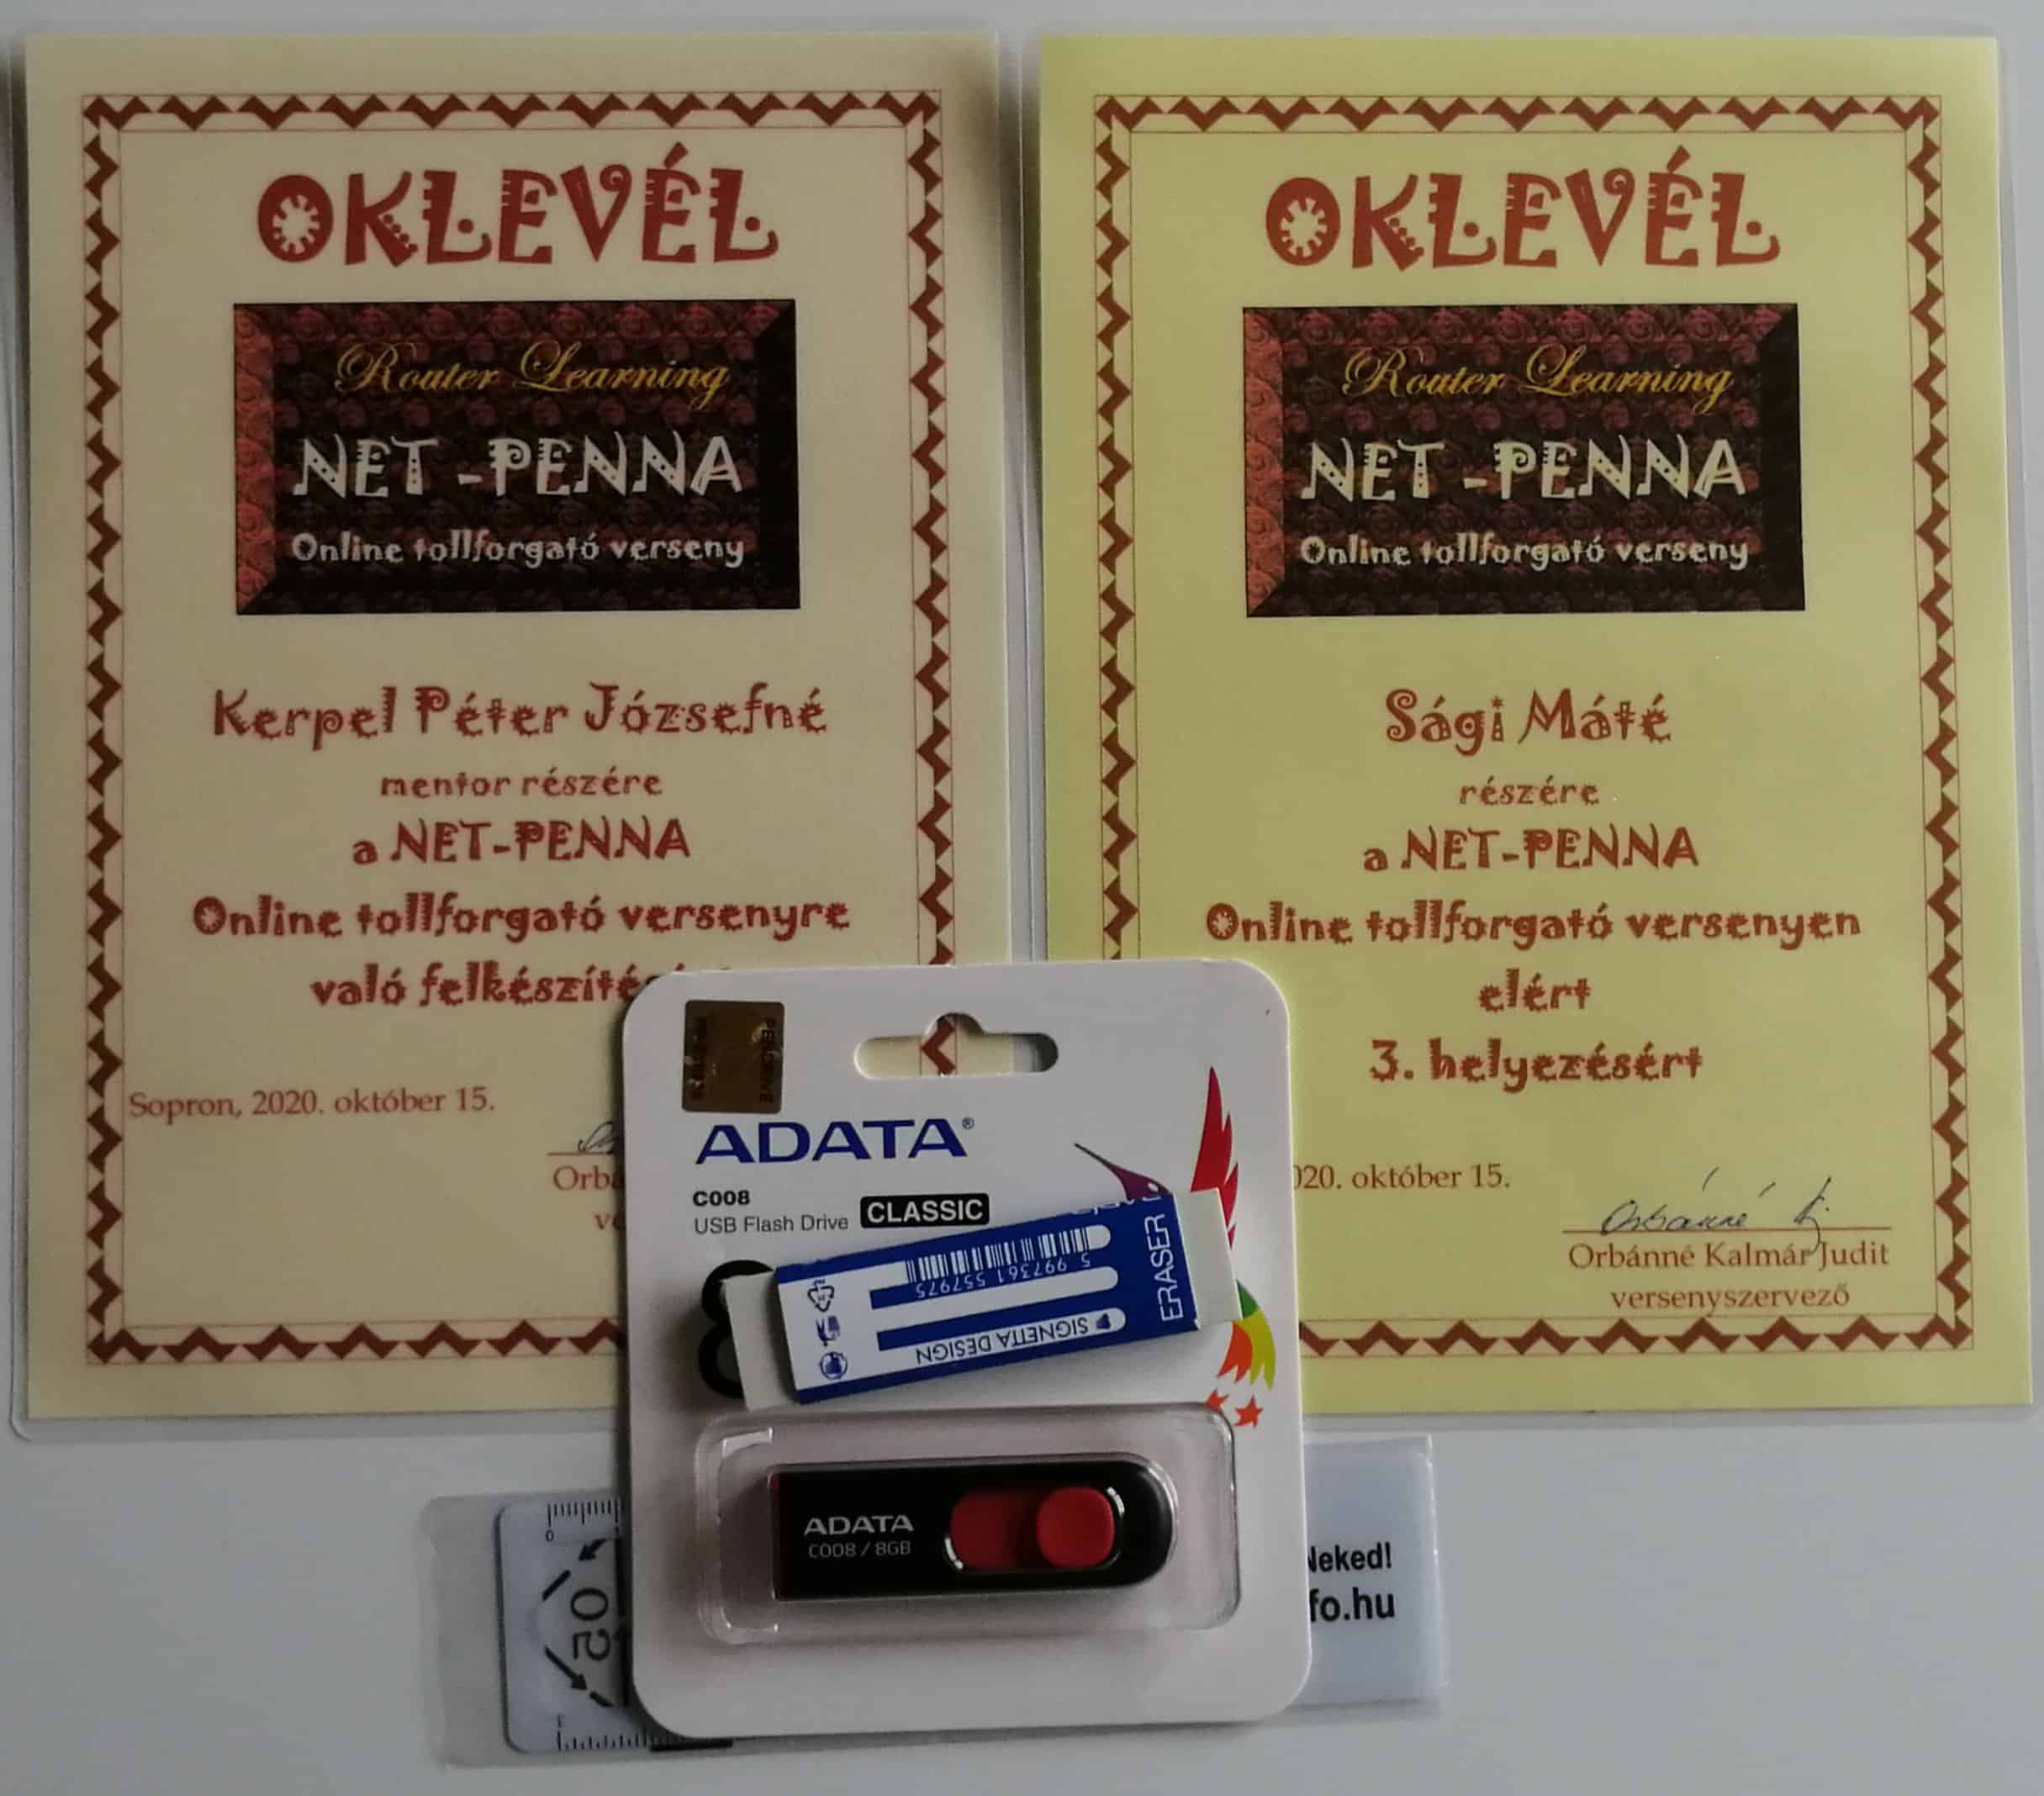 OKLEVÉL
Router Learning
NET -PENNA
Online tollforgató verseny
Kerpel Péter Józsefné
mentor részére
a NET-PENNA
Online tollforgató versenyre
való
Sopron, 2020. október 15.
OKLEVÉL
Router Learning
NET -PENNA
Online tollforgató verseny
Sági Máté
részére
a NET-PENNA
Online tollforgató versenyen
elért
3. helyezésért
október 15.
Orbánné Kalmár Judit
versenyszervező
ADATA®
C008
USB Flash Drive CLASSIC
5 997361 557975
SIGNETTA DESIGN
ERASER
ADATA
C008 / 8GB
0
50
Neked!
fo.hu